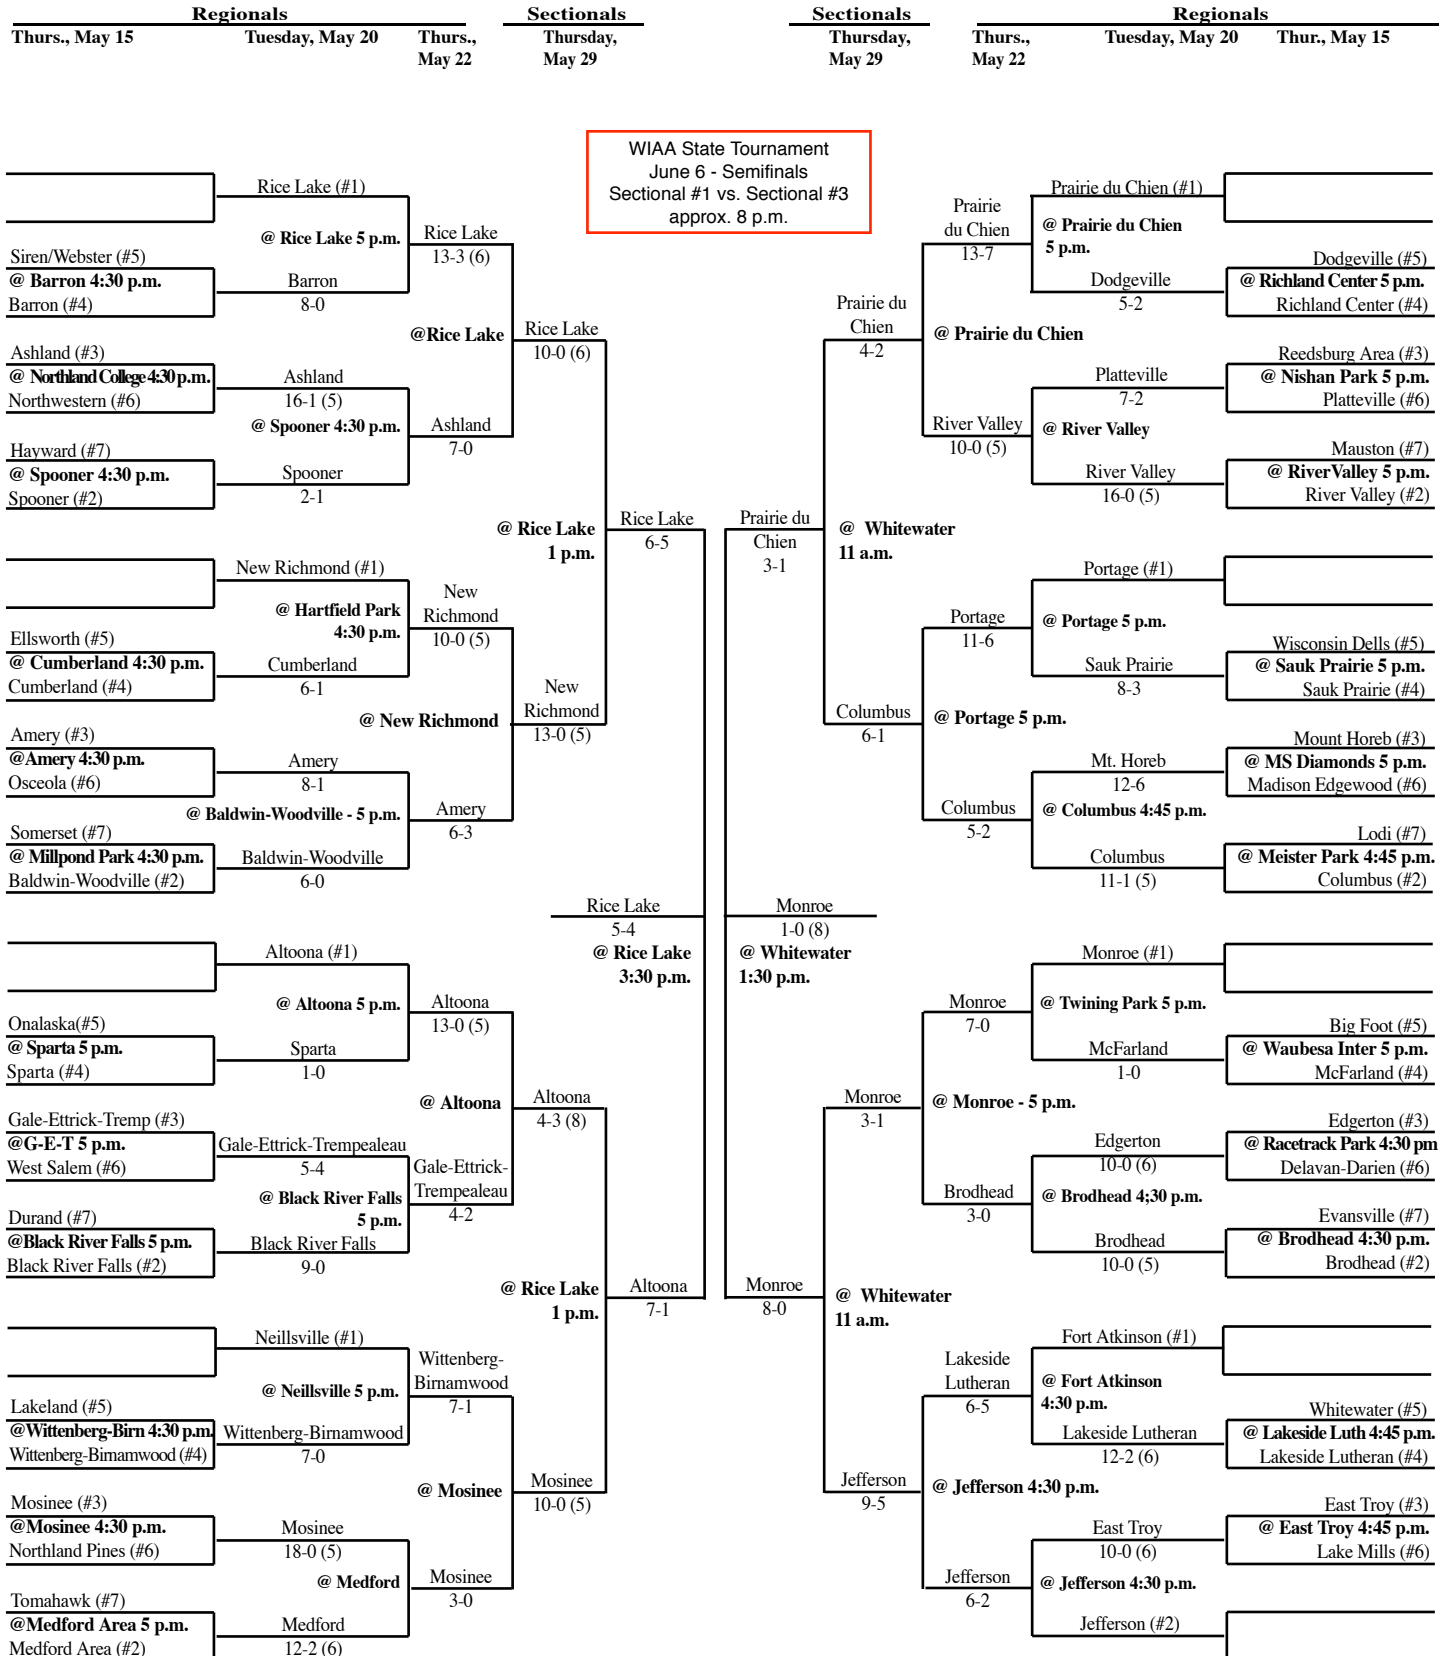 Regionals
Sectionals
Sectionals
Regionals
Thurs., May 15
Tuesday, May 20
Thurs.,
May 22
Thursday,
May 29
Thursday,
May 29
Thurs.,
May 22
Tuesday, May 20
Thur., May 15
WIAA State Tournament
June 6 - Semifinals
Sectional #1 vs. Sectional #3
approx. 8 p.m.
Siren/Webster (#5)
@ Barron 4:30 p.m.
Barron (#4)
Ashland (#3)
@ Northland College 4:30 p.m.
Northwestern (#6)
Hayward (#7)
@ Spooner 4:30 p.m.
Spooner (#2)
Ellsworth (#5)
@ Cumberland 4:30 p.m.
Cumberland (#4)
Amery (#3)
@Amery 4:30 p.m.
Osceola (#6)
Somerset (#7)
@ Millpond Park 4:30 p.m.
Baldwin-Woodville (#2)
Onalaska(#5)
@ Sparta 5 p.m.
Sparta (#4)
Gale-Ettrick-Tremp (#3)
@G-E-T 5 p.m.
West Salem (#6)
Durand (#7)
@Black River Falls 5 p.m.
Black River Falls (#2)
Lakeland (#5)
@Wittenberg-Birn 4:30 p.m.
Wittenberg-Birnamwood (#4)
Mosinee (#3)
@Mosinee 4:30 p.m.
Northland Pines (#6)
Tomahawk (#7)
@Medford Area 5 p.m.
Medford Area (#2)
Rice Lake (#1)
@ Rice Lake 5 p.m.
Barron
8-0
Ashland
16-1 (5)
@ Spooner 4:30 p.m.
Spooner
2-1
New Richmond (#1)
@ Hartfield Park
4:30 p.m.
Cumberland
6-1
Amery
8-1
@ Baldwin-Woodville - 5 p.m.
Baldwin-Woodville
6-0
Altoona (#1)
@ Altoona 5 p.m.
Sparta
1-0
Gale-Ettrick-Trempealeau
5-4
@ Black River Falls
5 p.m.
Black River Falls
9-0
Neillsville (#1)
@ Neillsville 5 p.m.
Wittenberg-Birnamwood
7-0
Mosinee
18-0 (5)
@ Medford
Medford
12-2 (6)
Rice Lake
13-3 (6)
@Rice Lake
Ashland
7-0
New
Richmond
10-0 (5)
@ New Richmond
Amery
6-3
Altoona
13-0 (5)
@ Altoona
Gale-Ettrick-
Trempealeau
4-2
Wittenberg-
Birnamwood
7-1
@ Mosinee
Mosinee
3-0
Rice Lake
10-0 (6)
@ Rice Lake
1 p.m.
New
Richmond
13-0 (5)
Altoona
4-3 (8)
@ Rice Lake
1 p.m.
Mosinee
10-0 (5)
Rice Lake
6-5
Rice Lake
5-4
@ Rice Lake
3:30 p.m.
Altoona
7-1
Prairie du
Chien
3-1
Monroe
1-0 (8)
@ Whitewater
1:30 p.m.
Monroe
8-0
Prairie du
Chien
4-2
@ Whitewater
11 a.m.
Columbus
6-1
Monroe
3-1
@ Whitewater
11 a.m.
Jefferson
9-5
Prairie
du Chien
13-7
@ Prairie du Chien
River Valley
10-0 (5)
Portage
11-6
@ Portage 5 p.m.
Columbus
5-2
Monroe
7-0
@ Monroe - 5 p.m.
Brodhead
3-0
Lakeside
Lutheran
6-5
@ Jefferson 4:30 p.m.
Jefferson
6-2
Prairie du Chien (#1)
@ Prairie du Chien
5 p.m.
Dodgeville
5-2
Platteville
7-2
@ River Valley
River Valley
16-0 (5)
Portage (#1)
@ Portage 5 p.m.
Sauk Prairie
8-3
Mt. Horeb
12-6
@ Columbus 4:45 p.m.
Columbus
11-1 (5)
Monroe (#1)
@ Twining Park 5 p.m.
McFarland
1-0
Edgerton
10-0 (6)
@ Brodhead 4;30 p.m.
Brodhead
10-0 (5)
Fort Atkinson (#1)
@ Fort Atkinson
4:30 p.m.
Lakeside Lutheran
12-2 (6)
East Troy
10-0 (6)
@ Jefferson 4:30 p.m.
Jefferson (#2)
Dodgeville (#5)
@ Richland Center 5 p.m.
Richland Center (#4)
Reedsburg Area (#3)
@ Nishan Park 5 p.m.
Platteville (#6)
Mauston (#7)
@ RiverValley 5 p.m.
River Valley (#2)
Wisconsin Dells (#5)
@ Sauk Prairie 5 p.m.
Sauk Prairie (#4)
Mount Horeb (#3)
@ MS Diamonds 5 p.m.
Madison Edgewood (#6)
Lodi (#7)
@ Meister Park 4:45 p.m.
Columbus (#2)
Big Foot (#5)
@ Waubesa Inter 5 p.m.
McFarland (#4)
Edgerton (#3)
@ Racetrack Park 4:30 pm
Delavan-Darien (#6)
Evansville (#7)
@ Brodhead 4:30 p.m.
Brodhead (#2)
Whitewater (#5)
@ Lakeside Luth 4:45 p.m.
Lakeside Lutheran (#4)
East Troy (#3)
@ East Troy 4:45 p.m.
Lake Mills (#6)